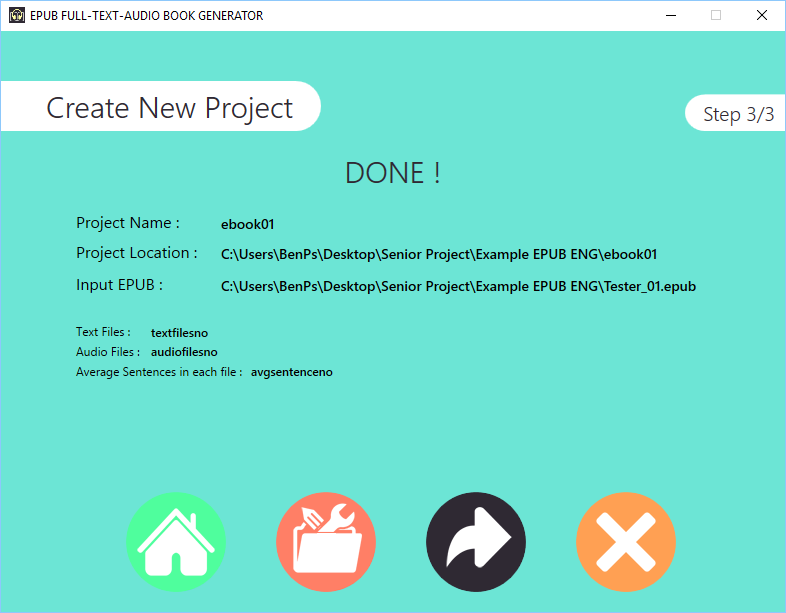 EPUB FULL-TEXT-AUDIO BOOK GENERATOR
Create New Project
Step 3/3
DONE !
Project Name : ebook01
Project Location : C:\Users\BenPs\Desktop\Senior Project\Example EPUB ENG\ebook01
Input EPUB : C:\Users\BenPs\Desktop\Senior Project\Example EPUB ENG\Tester_01.epub
Text Files : textfilesno
Audio Files : audiofilesno
Average Sentences in each file : avgsentenceno